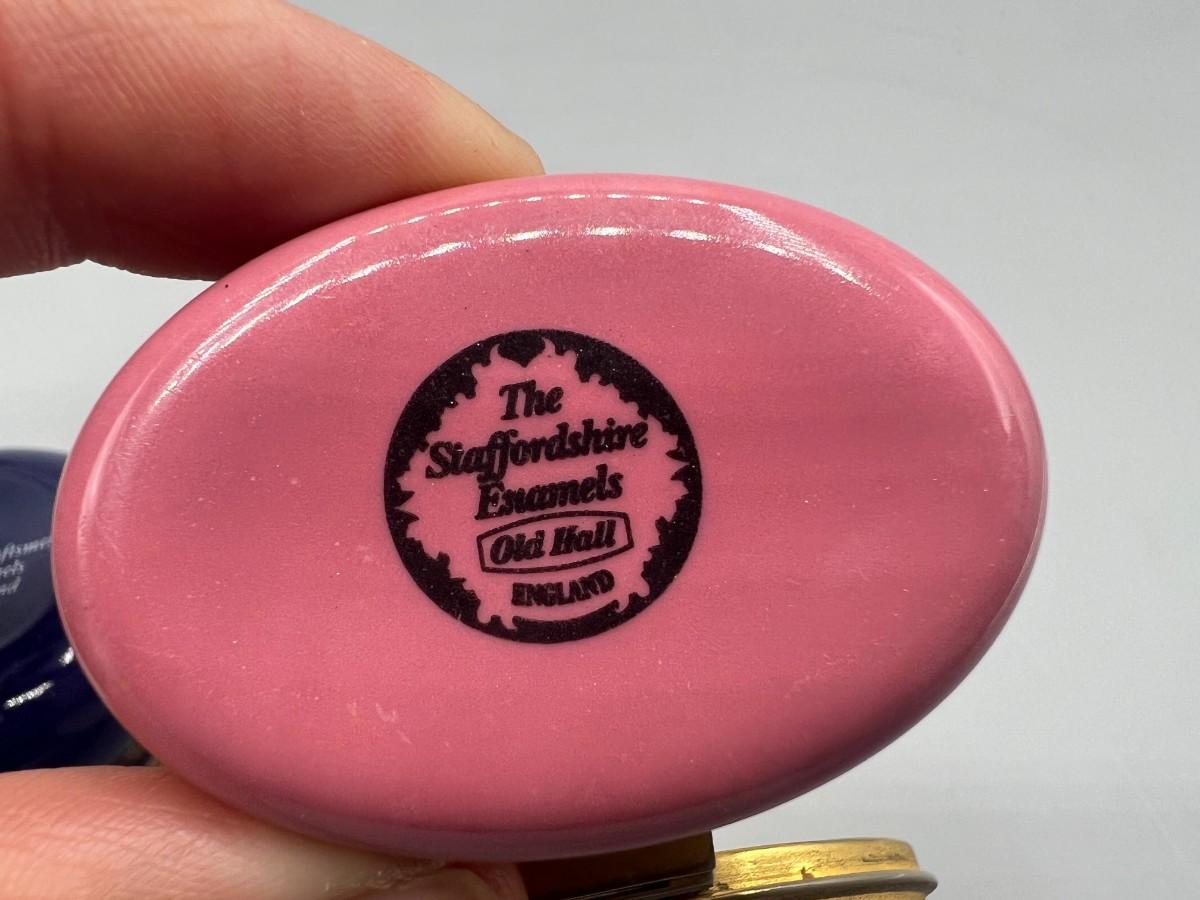 The
Staffordshire
Enamels
Old Hall
ENGLAND